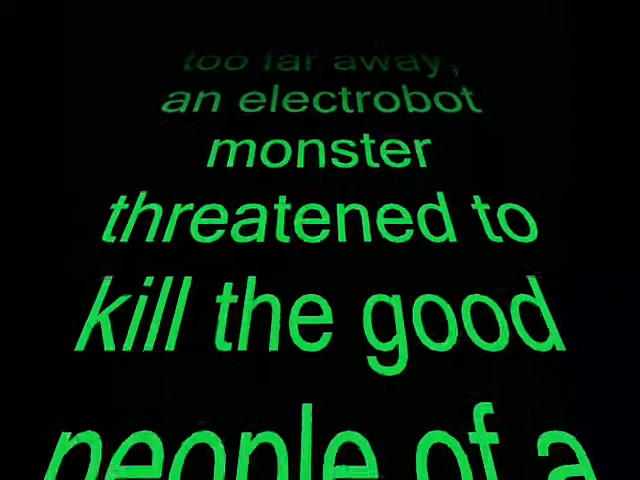 too far away,
an electrobot
monster
threatened to
kill the good
people of a